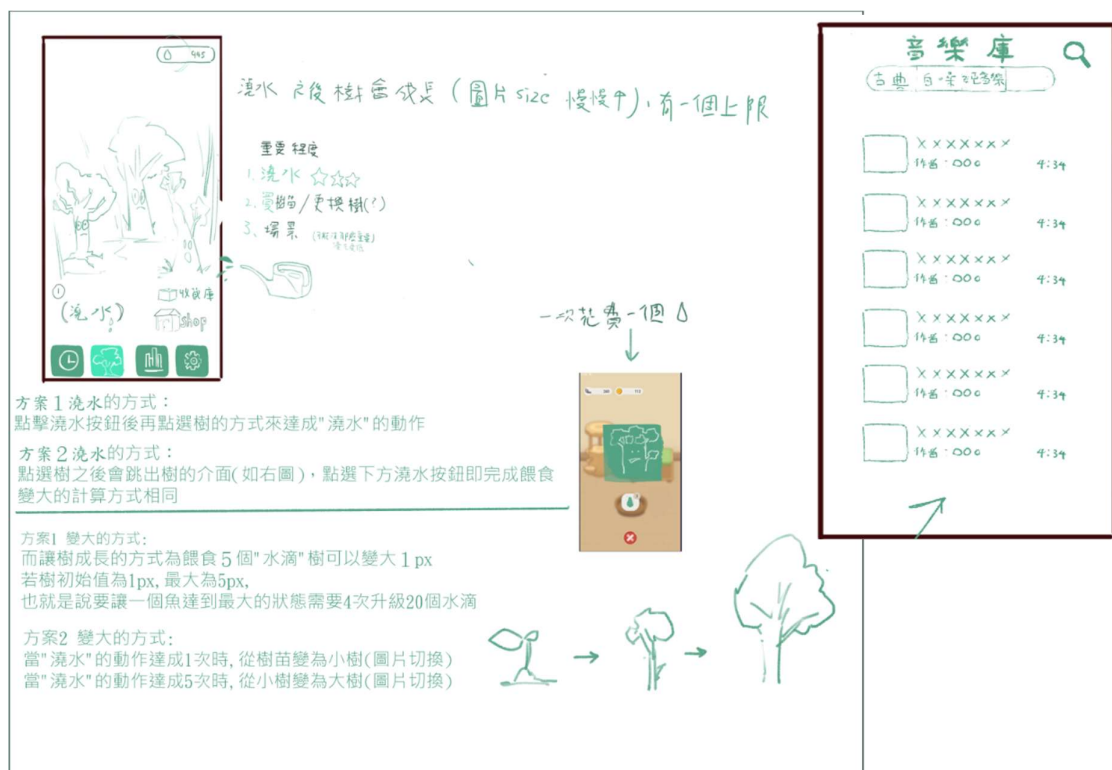 445
澆水之後樹會成長(圖片size 慢慢↑),有一個上限
重要程度
1. 澆水 ☆☆☆
2. 更換樹(?)
3. 場景
①
(澆水)
收藏庫
shop
一次花費一個
方案1澆水的方式:
點擊澆水按鈕後再點選樹的方式來達成"澆水"的動作
方案2澆水的方式:
點選樹之後會跳出樹的介面(如右圖),點選下方澆水按鈕即完成餵食
變大的計算方式相同
方案1 變大的方式:
而讓樹成長的方式為餵食5個"水滴"樹可以變大1px
若樹初始值為1px,最大為5px,
也就是說要讓一個魚達到最大的狀態需要4次升級20個水滴
方案2 變大的方式:
當"澆水"的動作達成1次時,從樹苗變為小樹(圖片切換)
當"澆水"的動作達成5次時,從小樹變為大樹(圖片切換)
音樂庫
古典
×××××××
作者:○○○ 4:34
×××××××
作者:○○○ 4:34
×××××××
作者:○○○ 4:34
×××××××
作者:○○○ 4:34
×××××××
作者:○○○ 4:34
×××××××
作者:○○○ 4:34